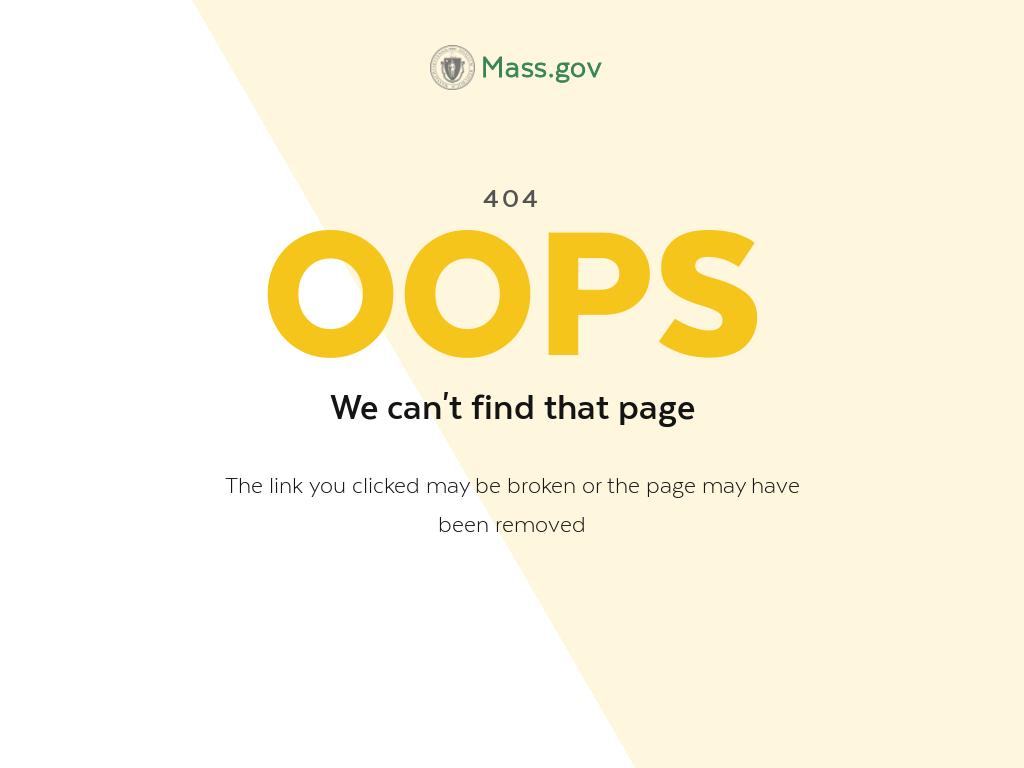 Mass.gov
404
OOPS
We can't find that page
The link you clicked may be broken or the page may have
been removed